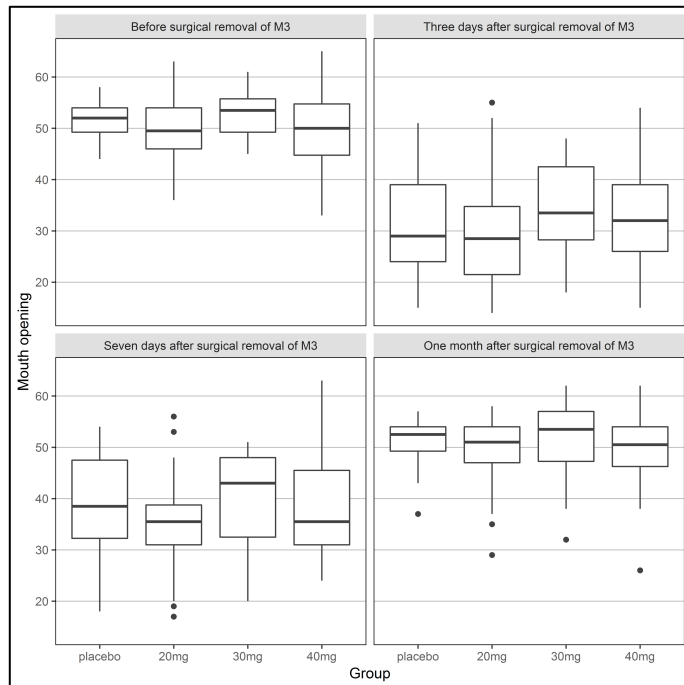 Before surgical removal of M3
Three days after surgical removal of M3
60
50
40
30
20
Mouth opening
Seven days after surgical removal of M3
One month after surgical removal of M3
60
50
40
30
20
placebo 20mg 30mg 40mg
placebo 20mg 30mg 40mg
Group